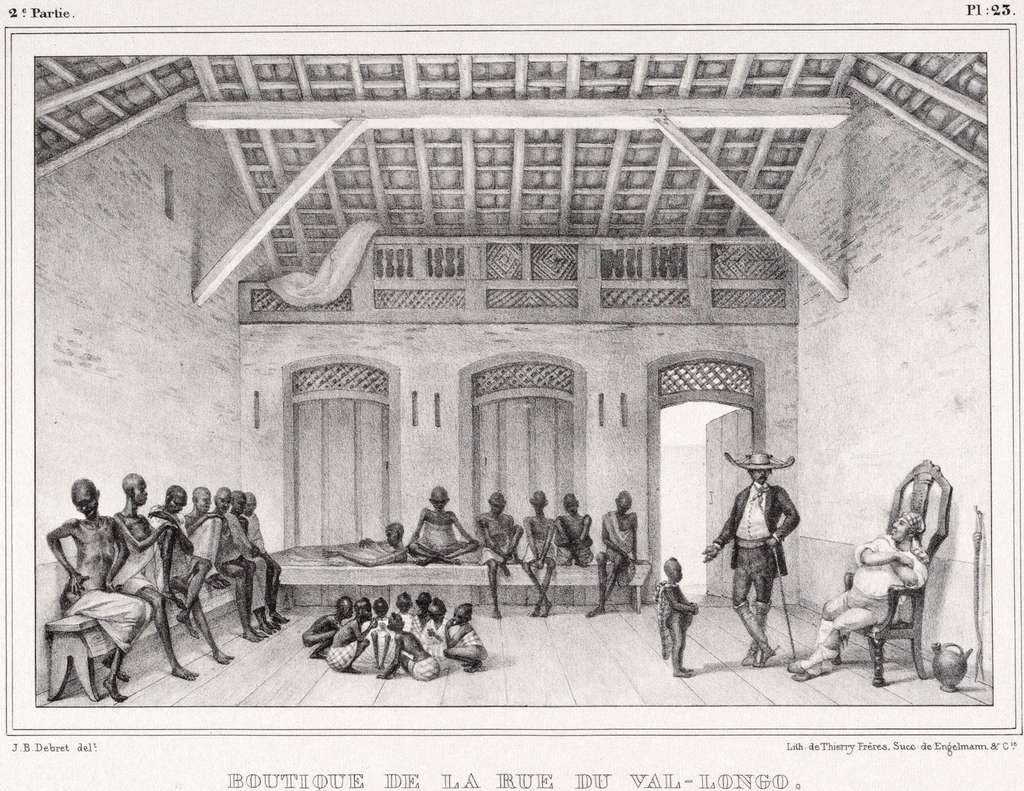 2ᵉ Partie.
Pl : 23.
J. B. Debret delᵗ.
Lith. de Thierry Frères, Succ. de Engelmann & Cⁱᵉ
BOUTIQUE DE LA RUE DU VAL-LONGO.